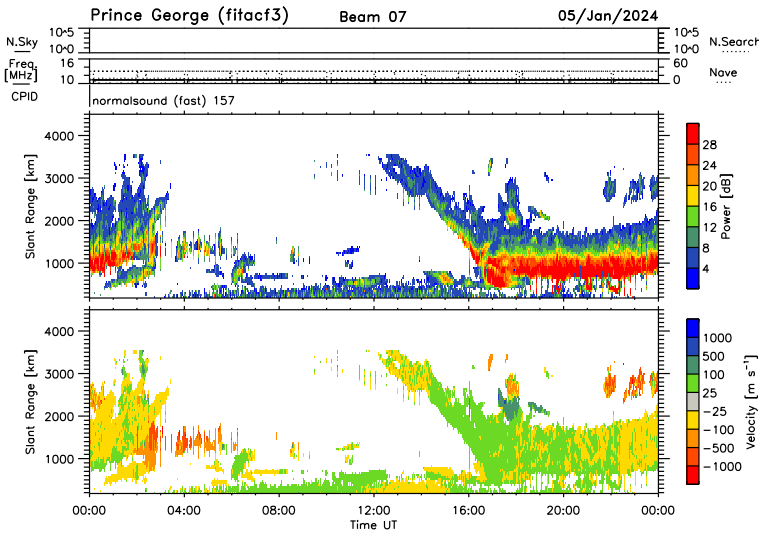 Prince George (fitacf3) Beam 07 05/Jan/2024
N.Sky 10^5 10^0 10^5 10^0 N.Search
Freq. [MHz] 16 10 60 0 Nave
CPID normalsound (fast) 157
Slant Range [km] 4000 3000 2000 1000
28 24 20 16 12 8 4 Power [dB]
Slant Range [km] 4000 3000 2000 1000
1000 500 100 25 -25 -100 -500 -1000 Velocity [m s⁻¹]
00:00 04:00 08:00 12:00 16:00 20:00 00:00
Time UT